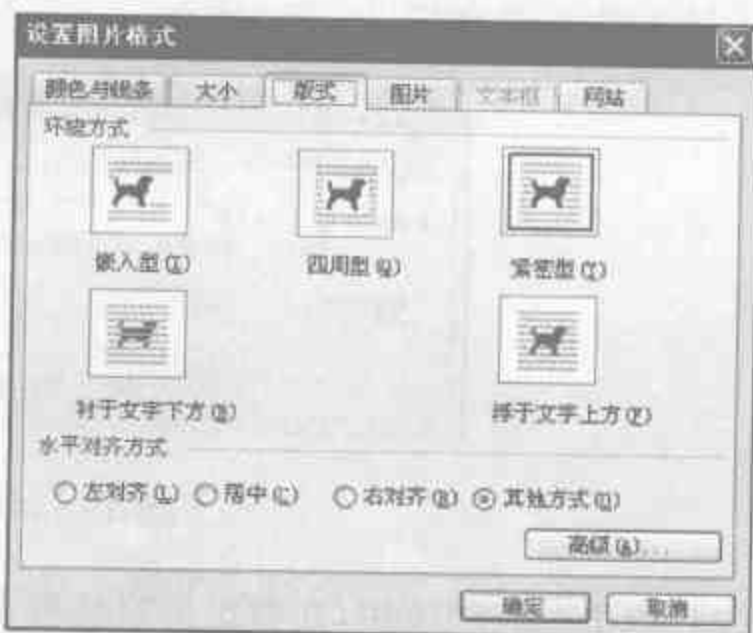 设置图片格式
颜色与线条 大小 版式 图片 文本框 网站
环绕方式
嵌入型(I) 四周型(Q) 紧密型(T)
衬于文字下方(B) 浮于文字上方(F)
水平对齐方式
左对齐(L) 居中(C) 右对齐(R) 其他方式(O)
高级(A)...
确定 取消